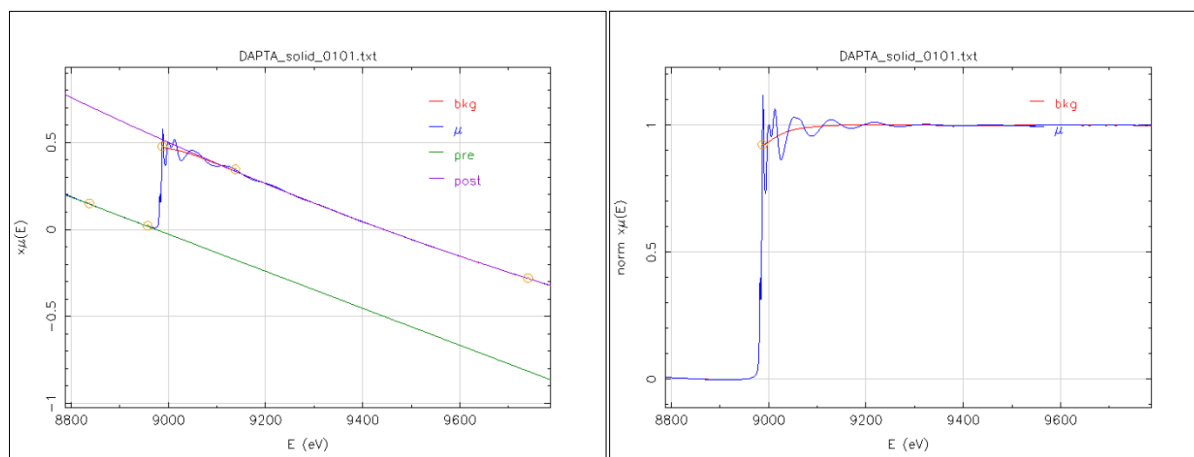 DAPTA_solid_0101.txt
bkg
μ
pre
post
0.5
0
−0.5
−1
xμ(E)
8800
9000
9200
9400
9600
E (eV)
DAPTA_solid_0101.txt
bkg
μ
1
0.5
0
norm xμ(E)
8800
9000
9200
9400
9600
E (eV)